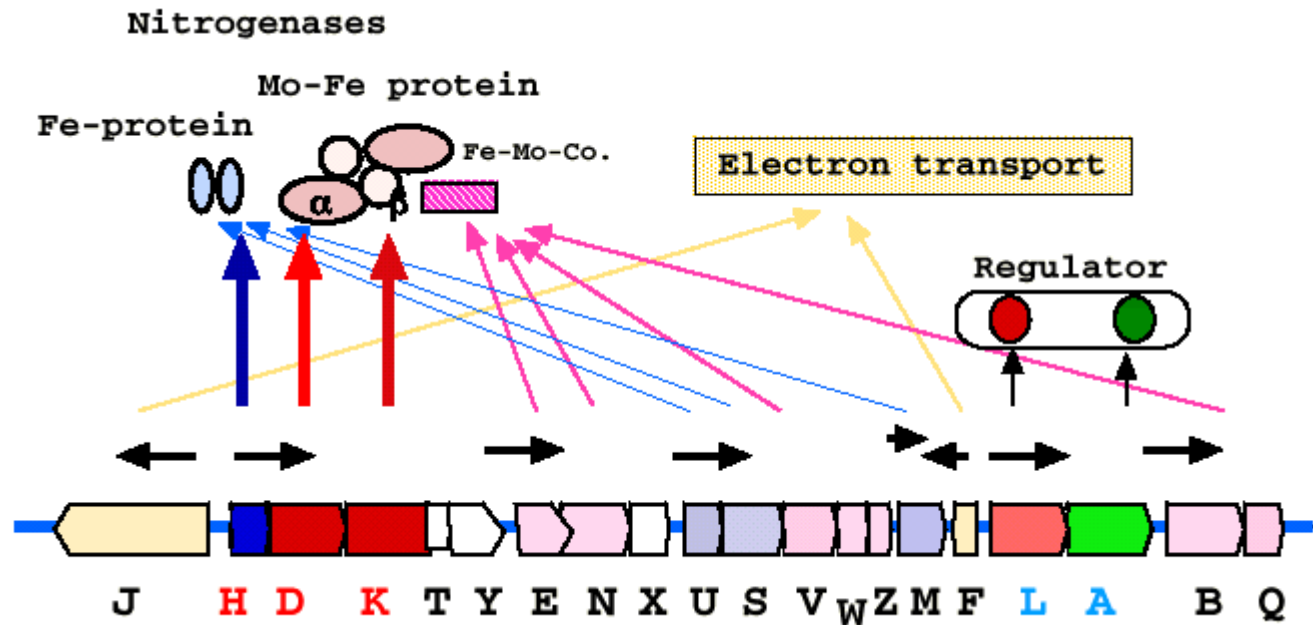 Nitrogenases
Mo-Fe protein
Fe-protein
Fe-Mo-Co.
Electron transport
α
β
Regulator
J H D K T Y E N X U S V W Z M F L A B Q